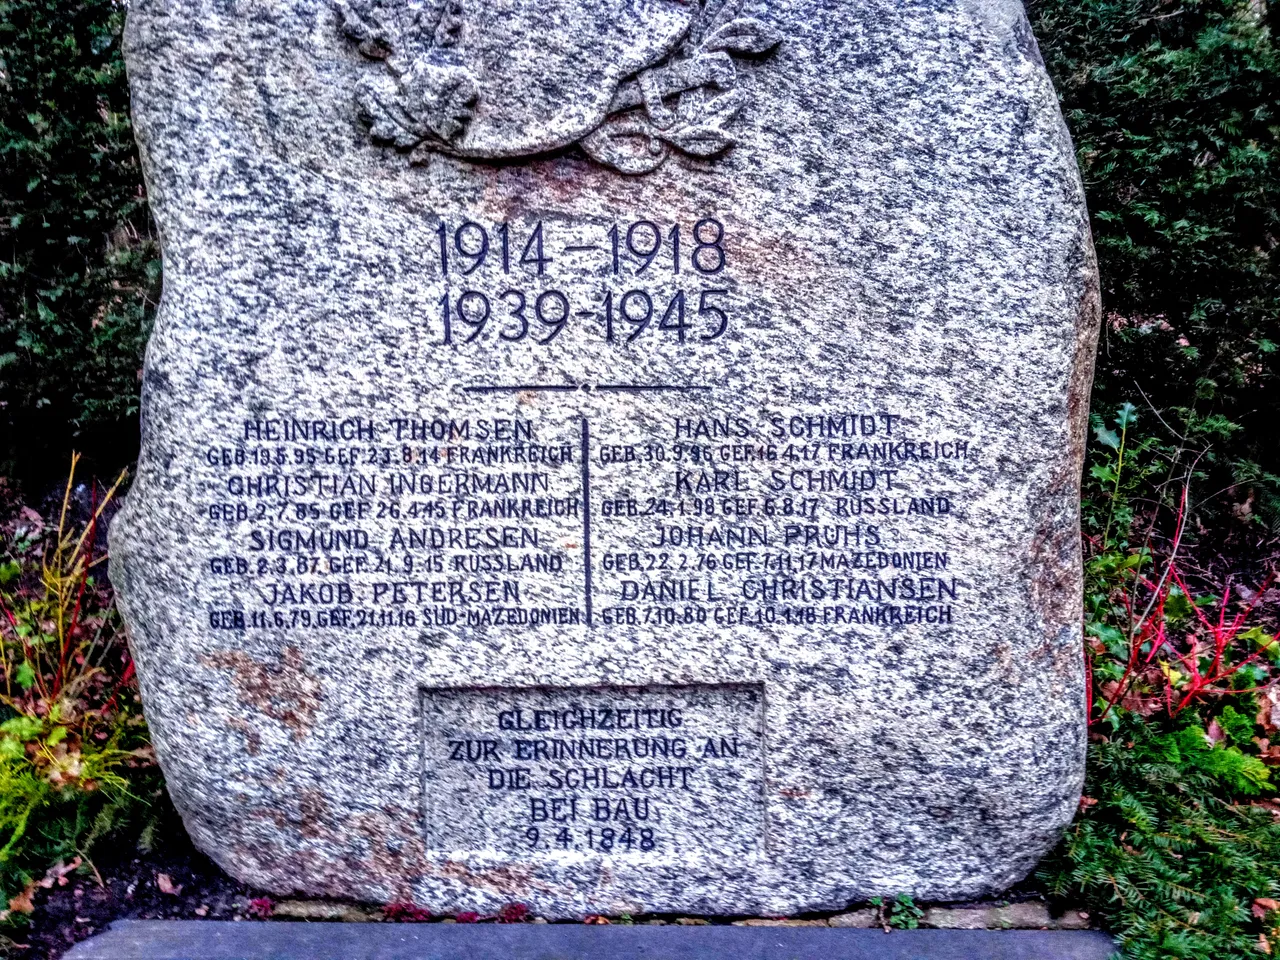 1914-1918
1939-1945
HEINRICH THOMSEN
GEB.19.5.95 GEF.23.8.14 FRANKREICH
CHRISTIAN INGERMANN
GEB.2.7.85 GEF.26.4.45 FRANKREICH
SIGMUND ANDRESEN
GEB.2.3.87 GEF.21.9.15 RUSSLAND
JAKOB PETERSEN
GEB.11.6.79.GEF.21.11.16 SÜD-MAZEDONIEN
HANS SCHMIDT
GEB.30.9.96 GEF.16.4.17 FRANKREICH
KARL SCHMIDT
GEB.24.1.98 GEF.6.8.17 RUSSLAND
JOHANN PRUHS
GEB.22.2.76 GEF.7.11.17 MAZEDONIEN
DANIEL CHRISTIANSEN
GEB.7.10.80 GEF.10.4.18 FRANKREICH
GLEICHZEITIG
ZUR ERINNERUNG AN
DIE SCHLACHT
BEI BAU
9.4.1848